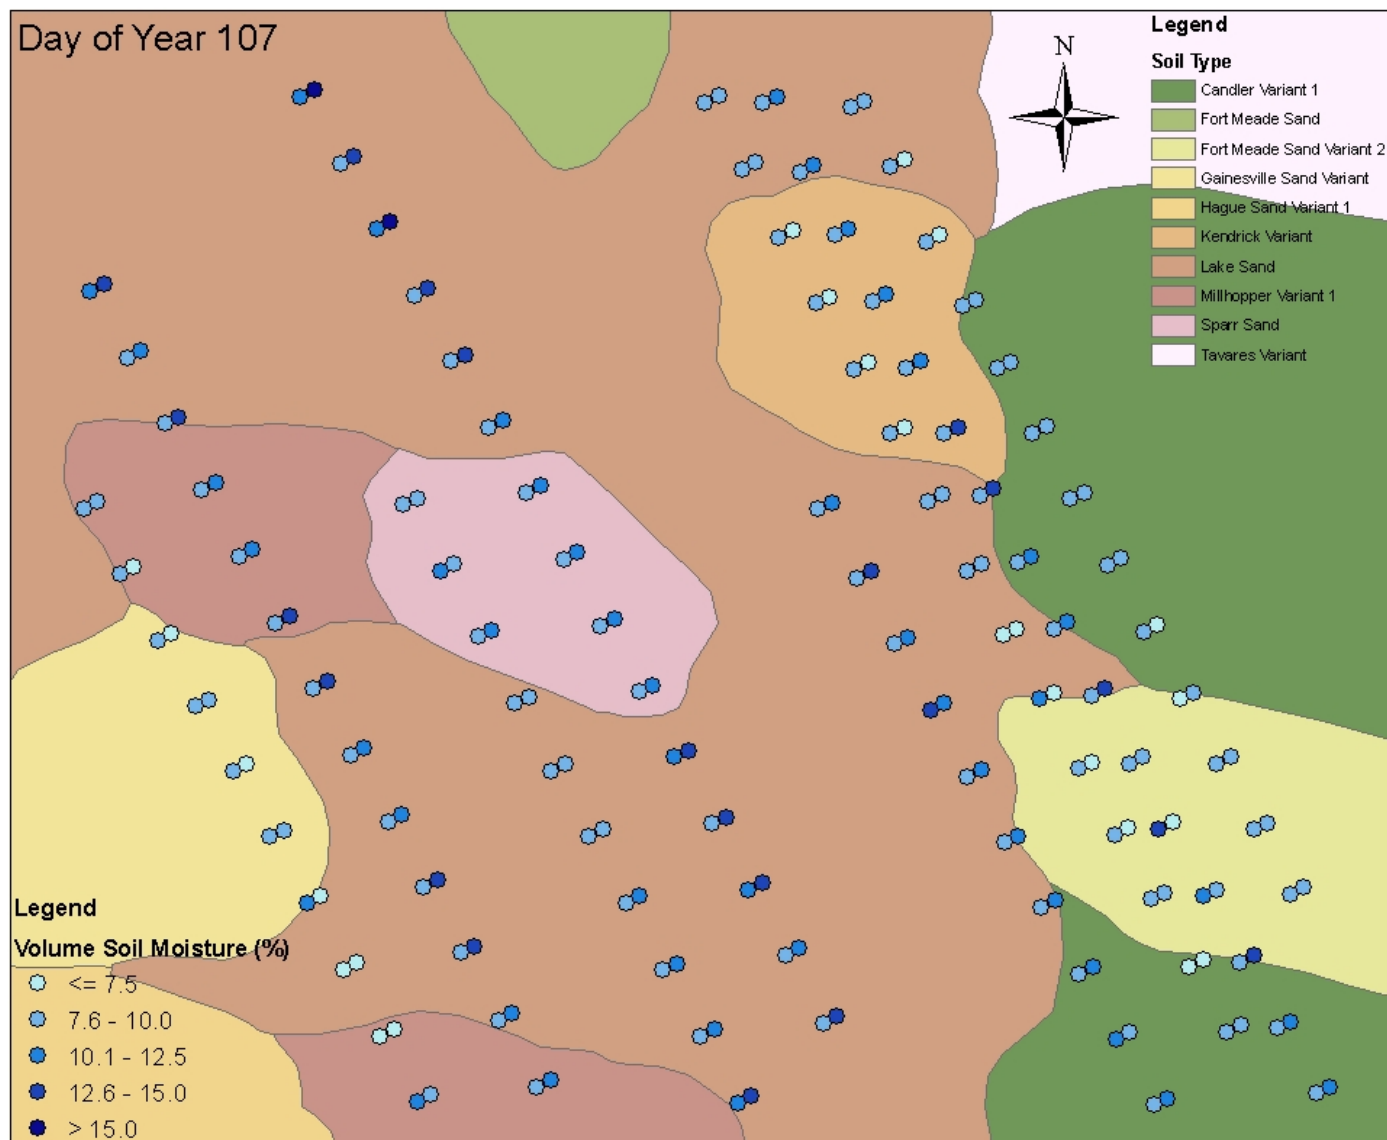 Day of Year 107
N
Legend
Soil Type
Candler Variant 1
Fort Meade Sand
Fort Meade Sand Variant 2
Gainesville Sand Variant
Hague Sand Variant 1
Kendrick Variant
Lake Sand
Millhopper Variant 1
Sparr Sand
Tavares Variant
Legend
Volume Soil Moisture (%)
<= 7.5
7.6 - 10.0
10.1 - 12.5
12.6 - 15.0
> 15.0